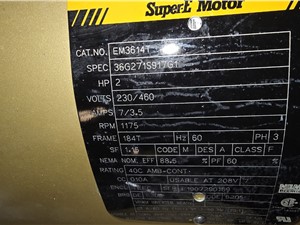 Super-E Motor
CAT.NO. EM3614T
SPEC 36G271S917G1
HP 2
VOLTS 230/460
AMPS 7/3.5
RPM 1175
FRAME 184T Hz 60 PH 3
SF 1.15 CODE M DES A CLASS F
NEMA NOM. EFF 88.5 % PF 60 %
RATING 40C AMB-CONT
CC 010A USABLE AT 208V